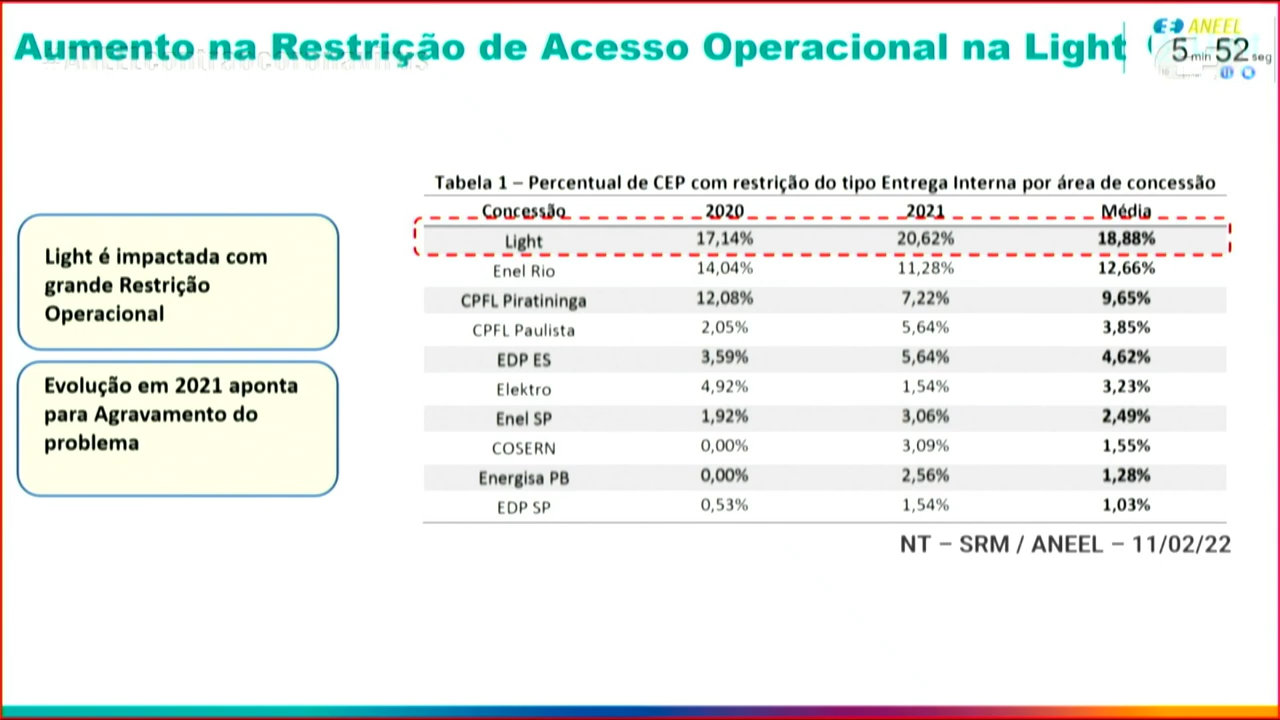 Aumento na Restrição de Acesso Operacional na Light
ANEEL
5 min 52 seg
Tabela 1 – Percentual de CEP com restrição do tipo Entrega Interna por área de concessão
Concessão 2020 2021 Média
Light 17,14% 20,62% 18,88%
Enel Rio 14,04% 11,28% 12,66%
CPFL Piratininga 12,08% 7,22% 9,65%
CPFL Paulista 2,05% 5,64% 3,85%
EDP ES 3,59% 5,64% 4,62%
Elektro 4,92% 1,54% 3,23%
Enel SP 1,92% 3,06% 2,49%
COSERN 0,00% 3,09% 1,55%
Energisa PB 0,00% 2,56% 1,28%
EDP SP 0,53% 1,54% 1,03%
NT – SRM / ANEEL – 11/02/22
Light é impactada com
grande Restrição
Operacional
Evolução em 2021 aponta
para Agravamento do
problema